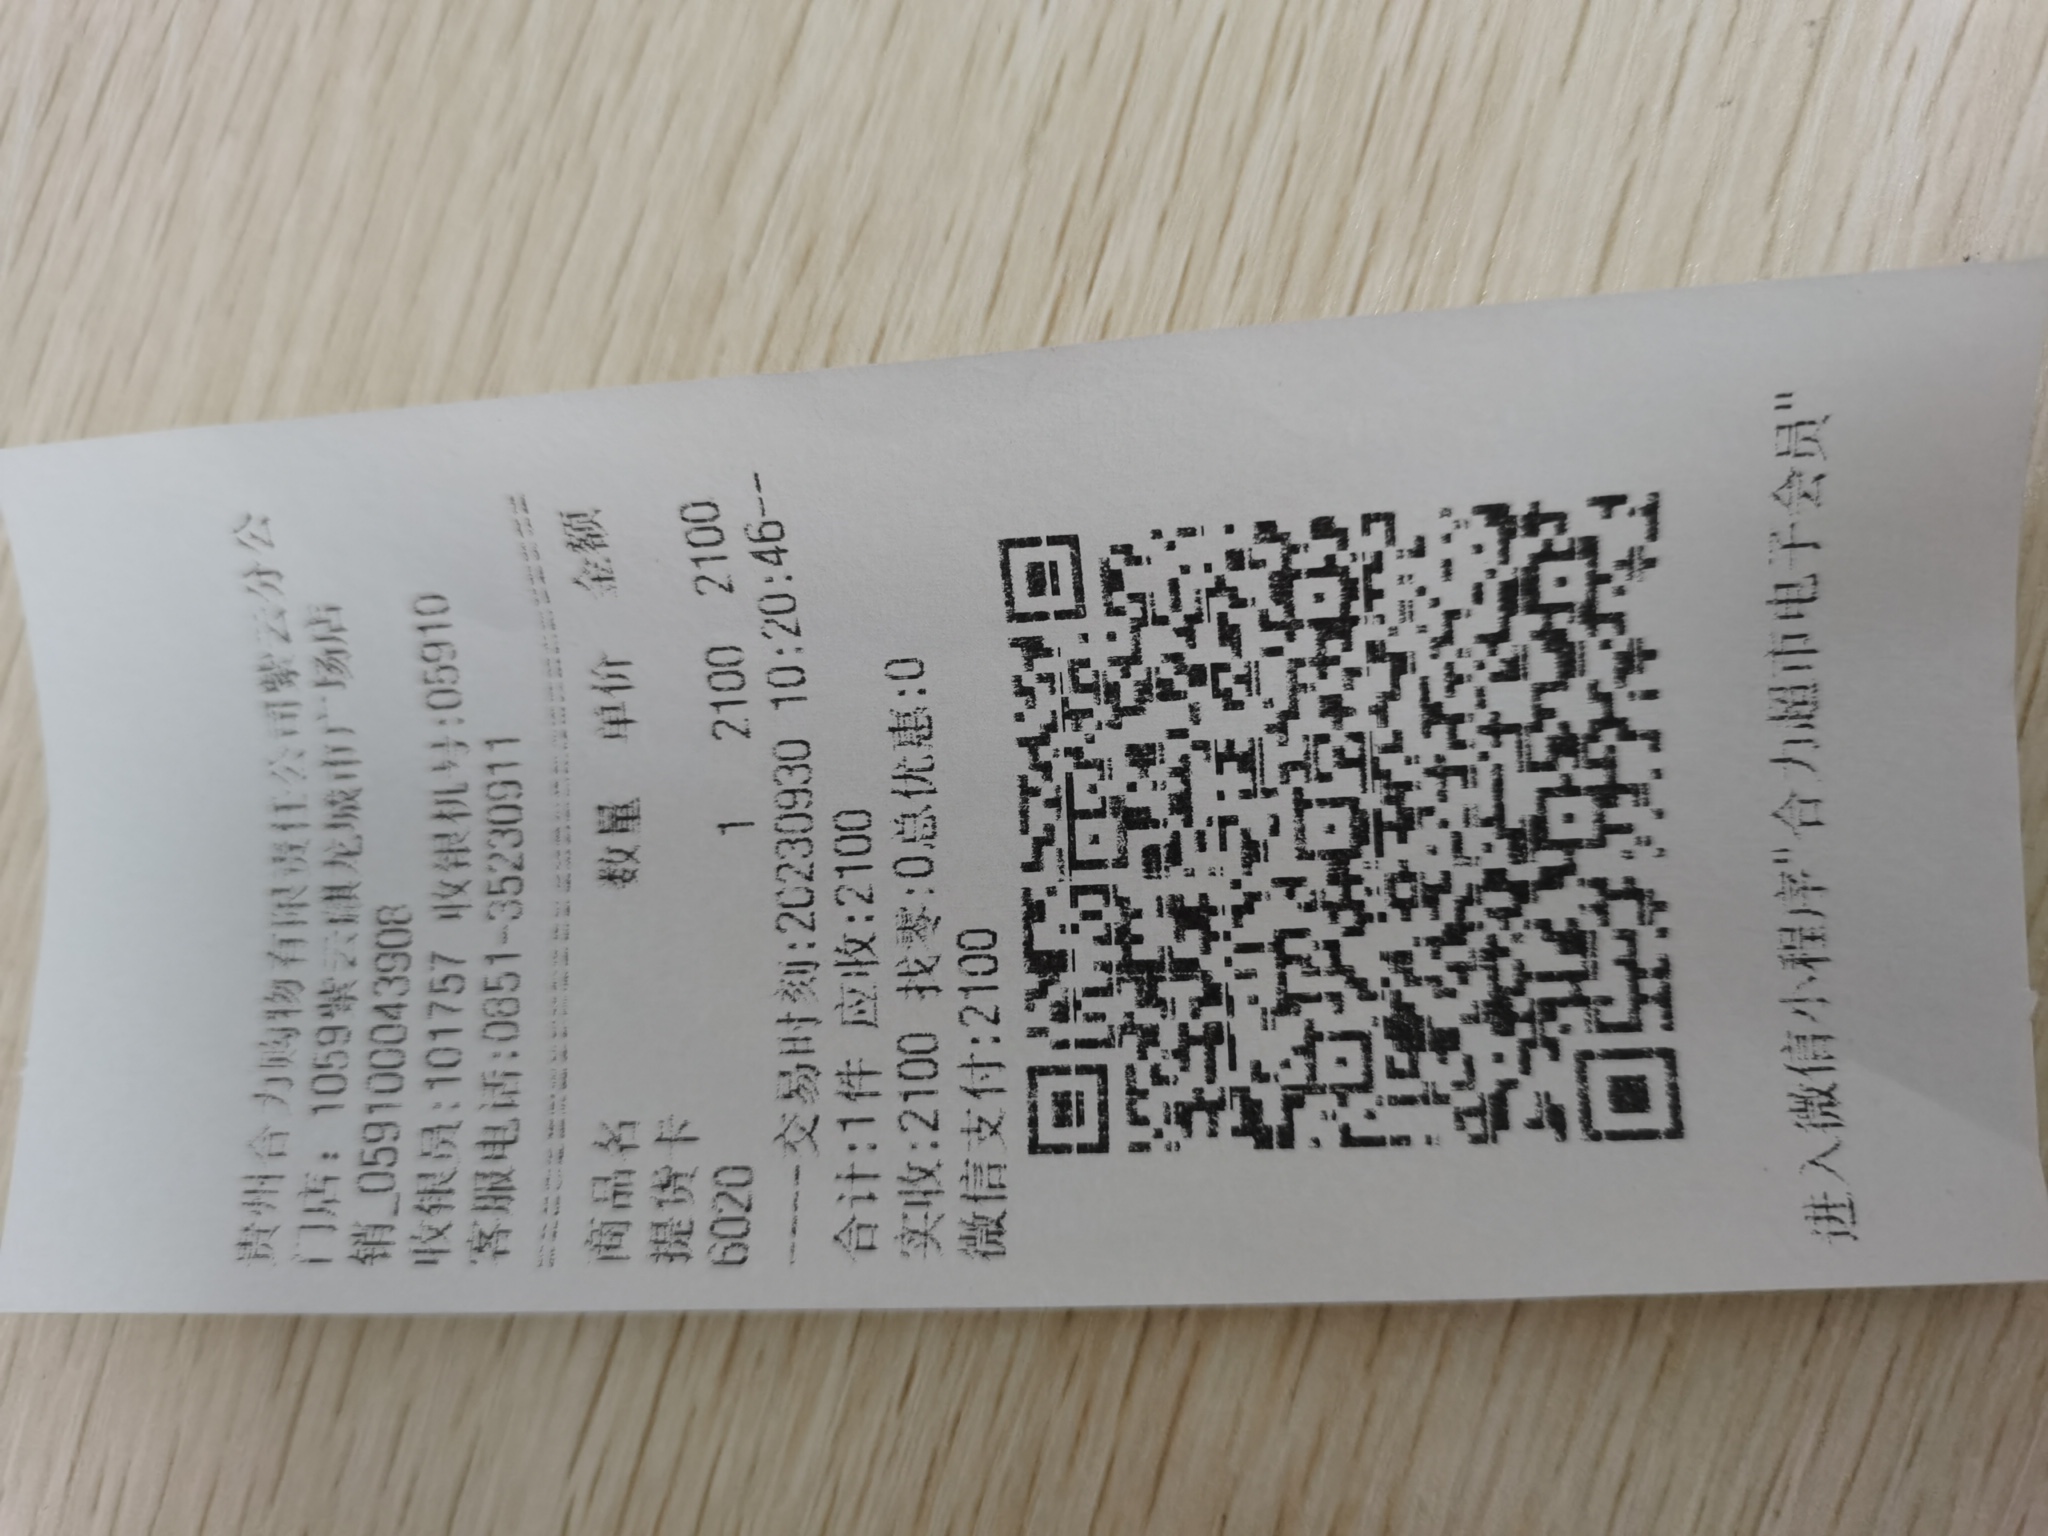 贵州合力购物有限责任公司紫云分公
门店: 1059紫云麒龙城市广场店
销_059100043908
收银员:101757 收银机号:05910
客服电话:0851-35230911
==========================================
商品名 数量 单价 金额
提货卡
6020 1 2100 2100
-----交易时刻:20230930 10:20:46---
合计:1件 应收:2100
实收:2100 找零:0总优惠:0
微信支付:2100
进入微信小程序"合力超市电子会员"